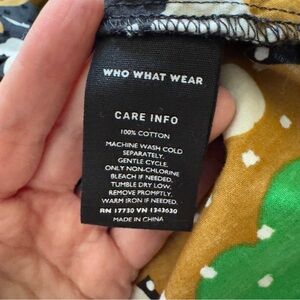 WHO WHAT WEAR
CARE INFO
100% COTTON
MACHINE WASH COLD
SEPARATELY,
GENTLE CYCLE,
ONLY NON-CHLORINE
BLEACH IF NEEDED,
TUMBLE DRY LOW,
REMOVE PROMPTLY,
WARM IRON IF NEEDED.
RN 17730 VN 1343630
MADE IN CHINA